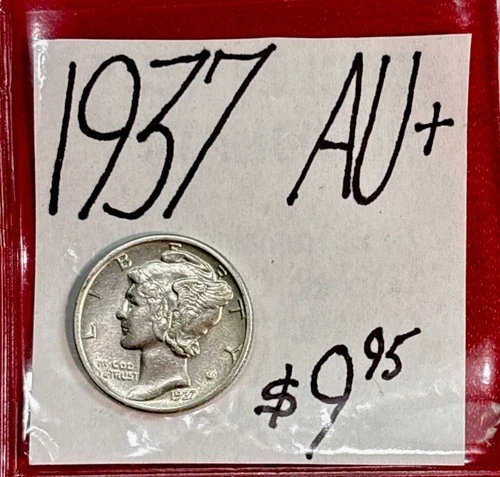 1937 AU+
LIBERTY
IN GOD
WE TRUST
1937
$9.95